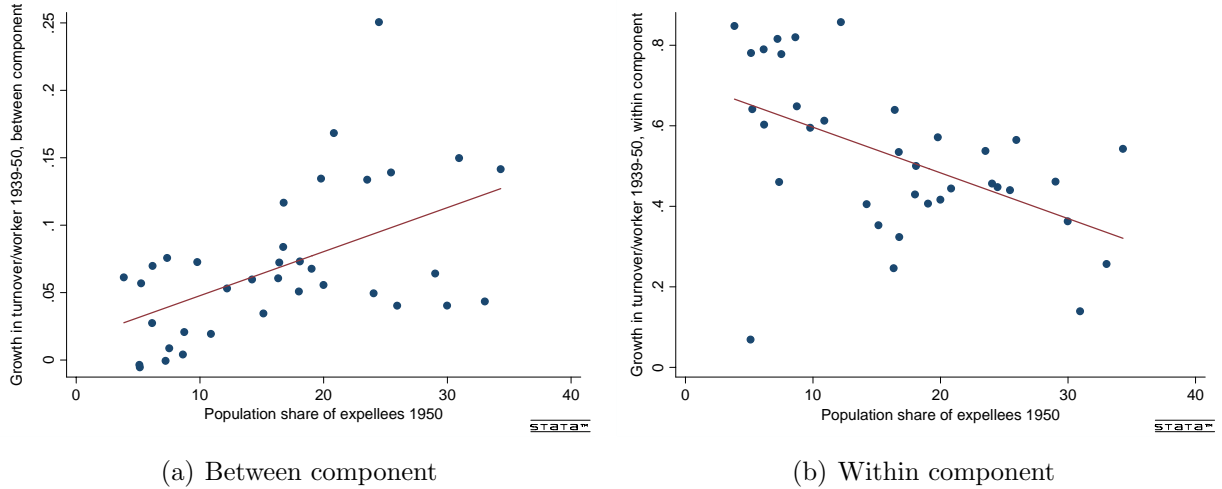 Growth in turnover/worker 1939-50, between component
.25
.2
.15
.1
.05
0
0 10 20 30 40
Population share of expellees 1950
STATA™
(a) Between component
Growth in turnover/worker 1939-50, within component
.8
.6
.4
.2
0
0 10 20 30 40
Population share of expellees 1950
STATA™
(b) Within component